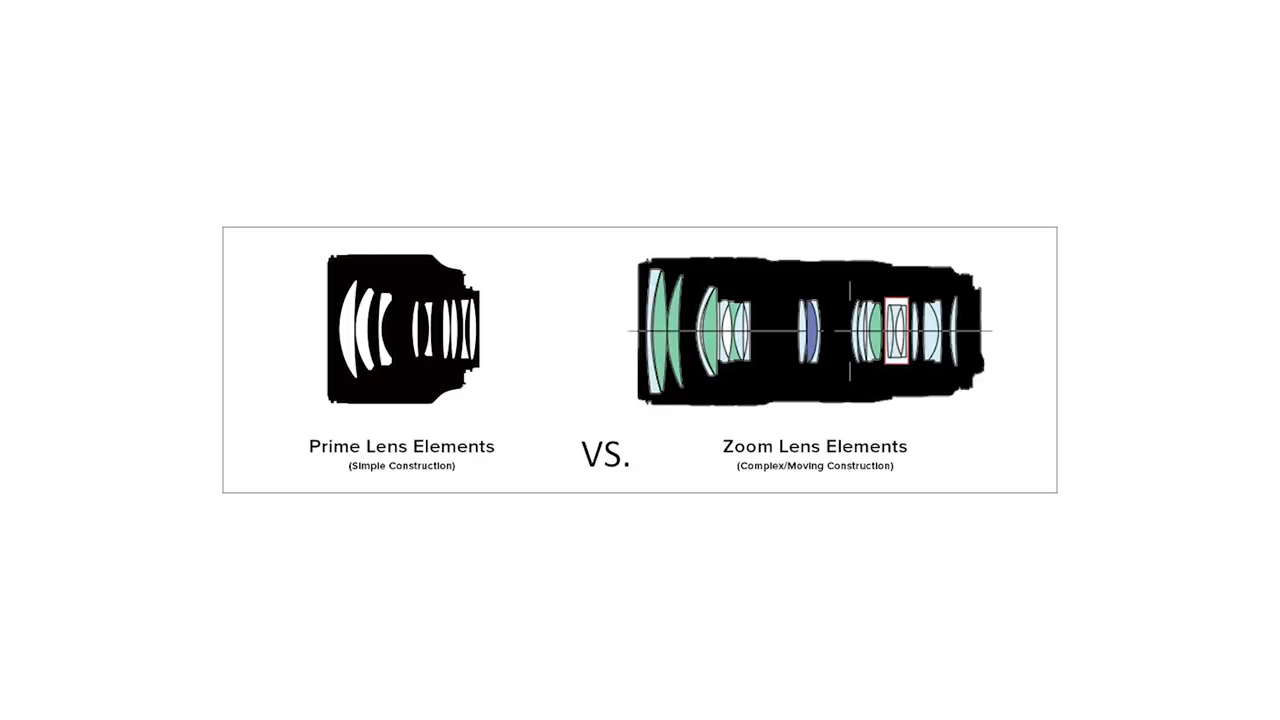 Prime Lens Elements
(Simple Construction)
VS.
Zoom Lens Elements
(Complex/Moving Construction)